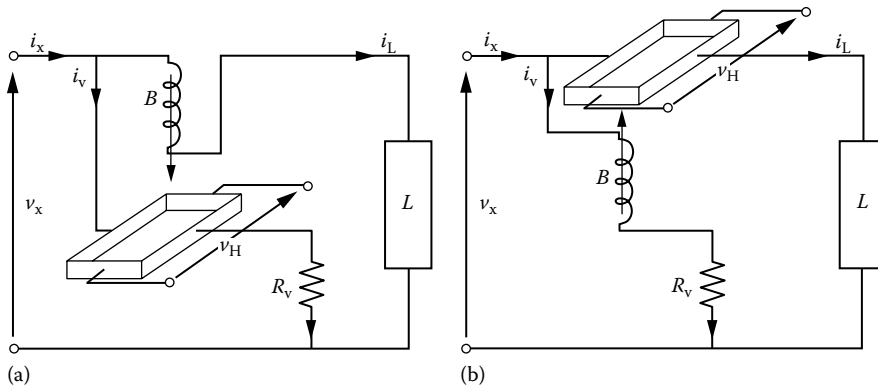 i_x
i_L
i_v
B
v_x
v_H
L
R_v
(a)
i_x
i_L
i_v
v_H
B
v_x
L
R_v
(b)